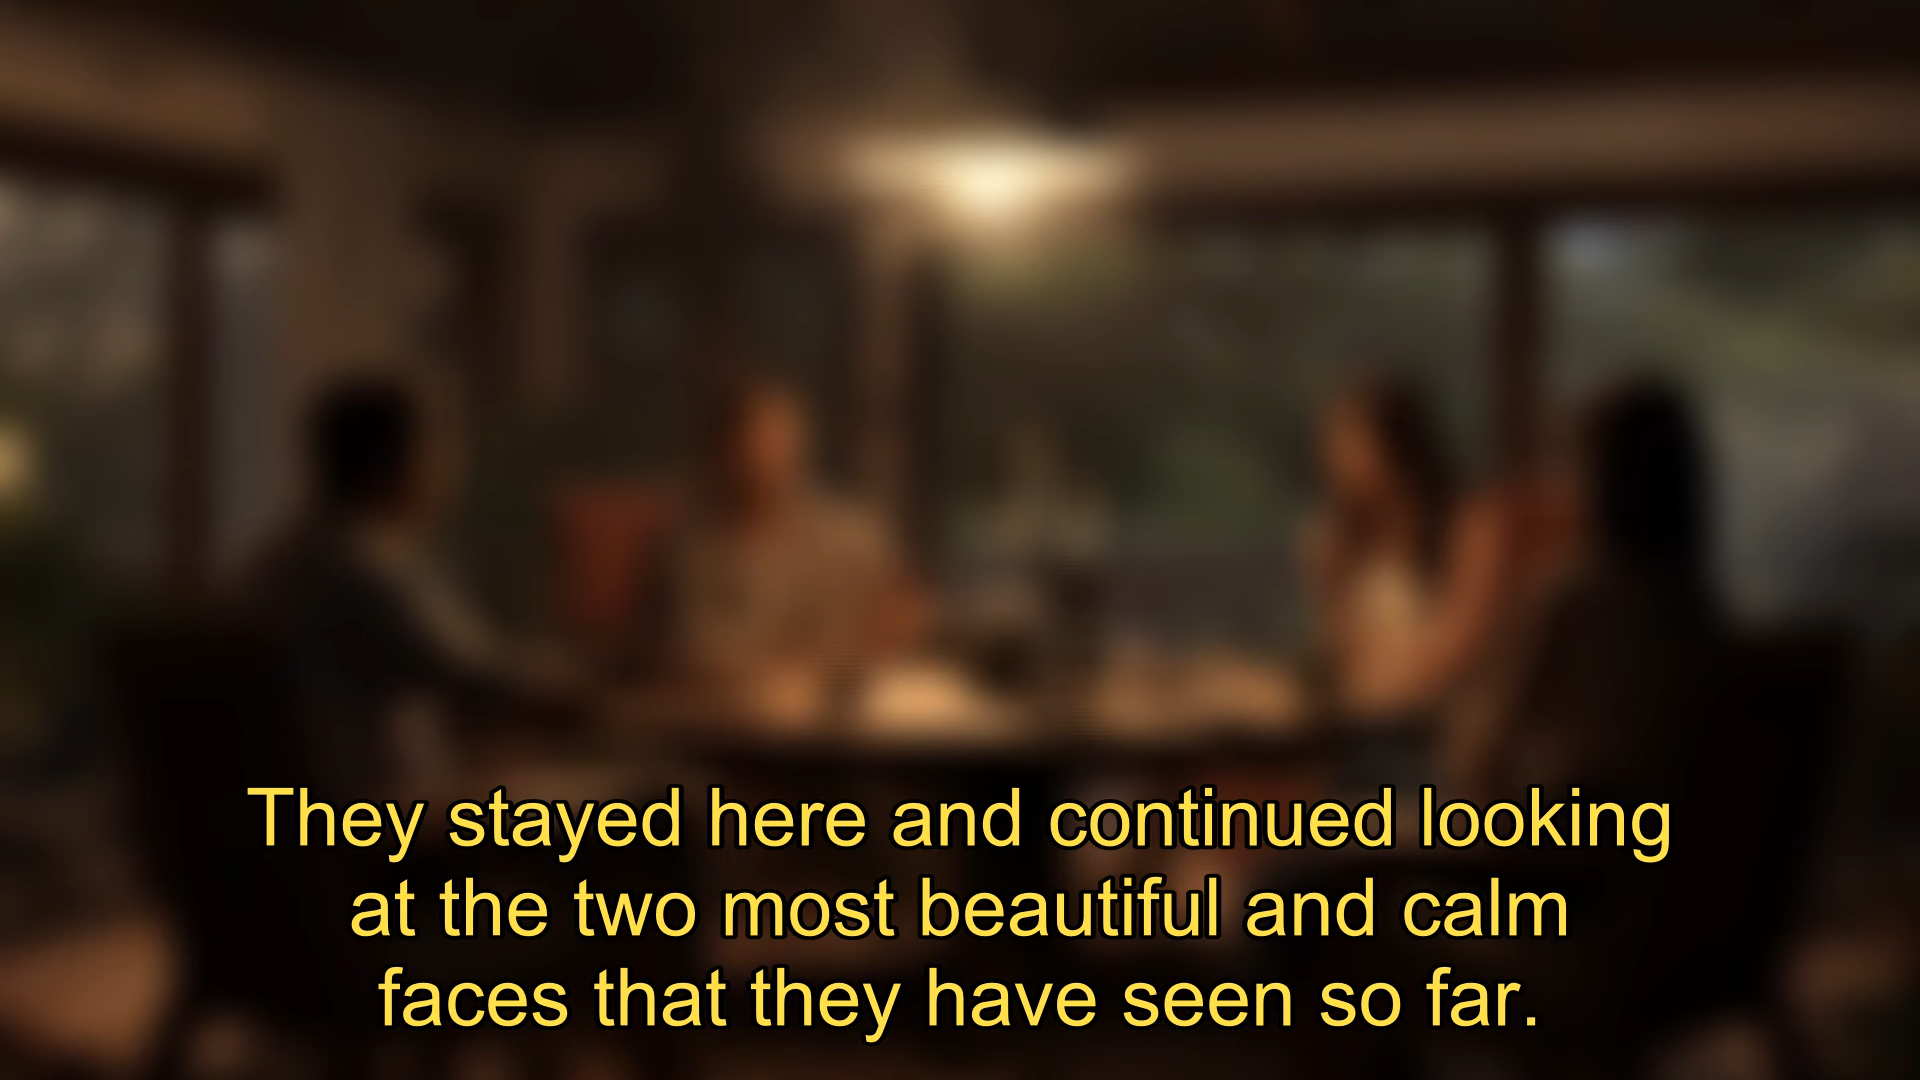 They stayed here and continued looking
at the two most beautiful and calm
faces that they have seen so far.